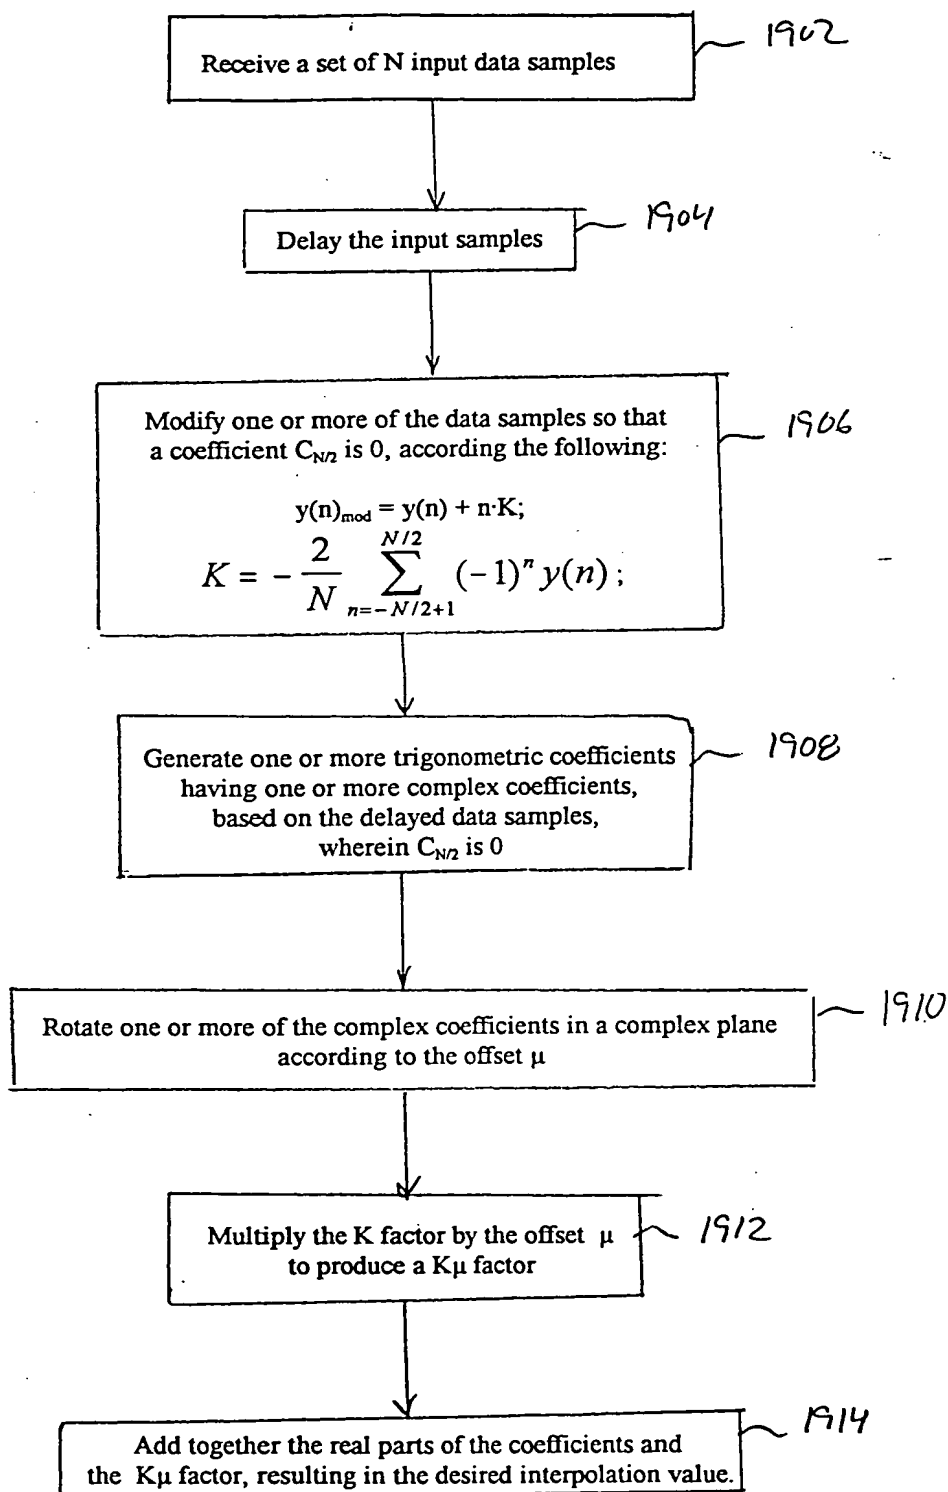 Receive a set of N input data samples
1902
Delay the input samples
1904
Modify one or more of the data samples so that
a coefficient C_{N/2} is 0, according the following:
y(n)_{mod} = y(n) + n·K;
K = - \frac{2}{N} \sum_{n=-N/2+1}^{N/2} (-1)^n y(n) ;
1906
Generate one or more trigonometric coefficients
having one or more complex coefficients,
based on the delayed data samples,
wherein C_{N/2} is 0
1908
Rotate one or more of the complex coefficients in a complex plane
according to the offset μ
1910
Multiply the K factor by the offset μ
to produce a Kμ factor
1912
Add together the real parts of the coefficients and
the Kμ factor, resulting in the desired interpolation value.
1914